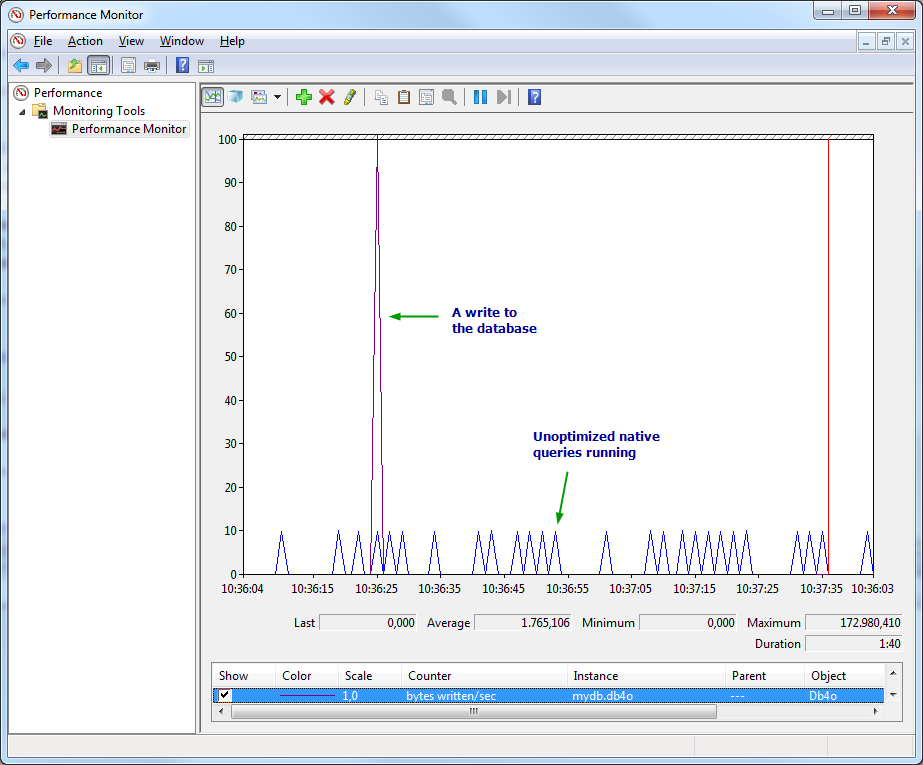 Performance Monitor
File Action View Window Help
Performance
Monitoring Tools
Performance Monitor
100
90
80
70
60
50
40
30
20
10
0
A write to
the database
Unoptimized native
queries running
10:36:04 10:36:15 10:36:25 10:36:35 10:36:45 10:36:55 10:37:05 10:37:15 10:37:25 10:37:35 10:36:03
Last 0,000 Average 1.765,106 Minimum 0,000 Maximum 172.980,410
Duration 1:40
Show Color Scale Counter Instance Parent Object
1,0 bytes written/sec mydb.db4o --- Db4o